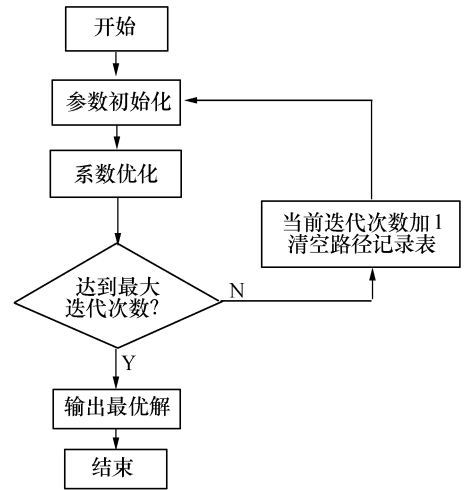 开始
参数初始化
系数优化
当前迭代次数加1
清空路径记录表
达到最大
迭代次数?
N
Y
输出最优解
结束